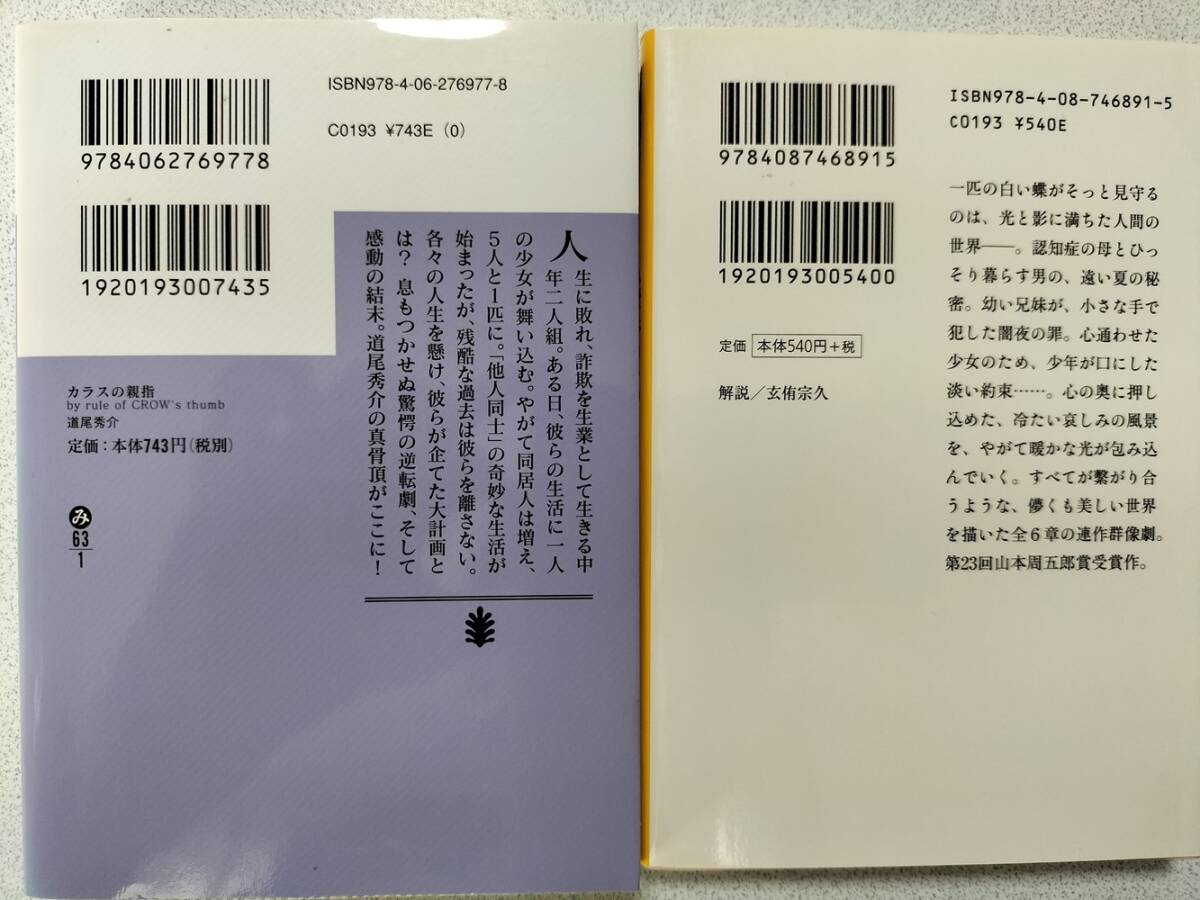 ISBN978-4-06-276977-8
C0193 ¥743E (0)
9784062769778
1920193007435
カラスの親指
by rule of CROW's thumb
道尾秀介
定価：本体743円（税別）
み
63
1
人生に敗れ、詐欺を生業として生きる中
年二人組。ある日、彼らの生活に一人
の少女が舞い込む。やがて同居人は増え、
５人と１匹に。「他人同士」の奇妙な生活が
始まったが、残酷な過去は彼らを離さない。
各々の人生を懸け、彼らが企てた大計画と
は？ 息もつかせぬ驚愕の逆転劇、そして
感動の結末。道尾秀介の真骨頂がここに！
ISBN978-4-08-746891-5
C0193 ¥540E
9784087468915
1920193005400
定価 本体540円＋税
解説／玄侑宗久
一匹の白い蝶がそっと見守る
のは、光と影に満ちた人間の
世界――。認知症の母とひっ
そり暮らす男の、遠い夏の秘
密。幼い兄妹が、小さな手で
犯した闇夜の罪。心通わせた
少女のため、少年が口にした
淡い約束……。心の奥に押し
込めた、冷たい哀しみの風景
を、やがて暖かな光が包み込
んでいく。すべてが繋がり合
うような、儚くも美しい世界
を描いた全６章の連作群像劇。
第23回山本周五郎賞受賞作。